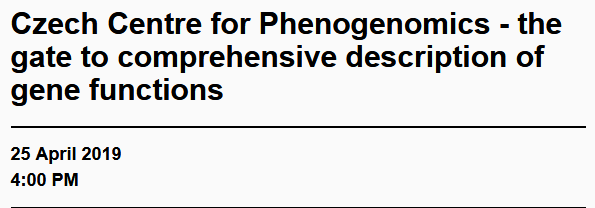 Czech Centre for Phenogenomics - the
gate to comprehensive description of
gene functions
25 April 2019
4:00 PM